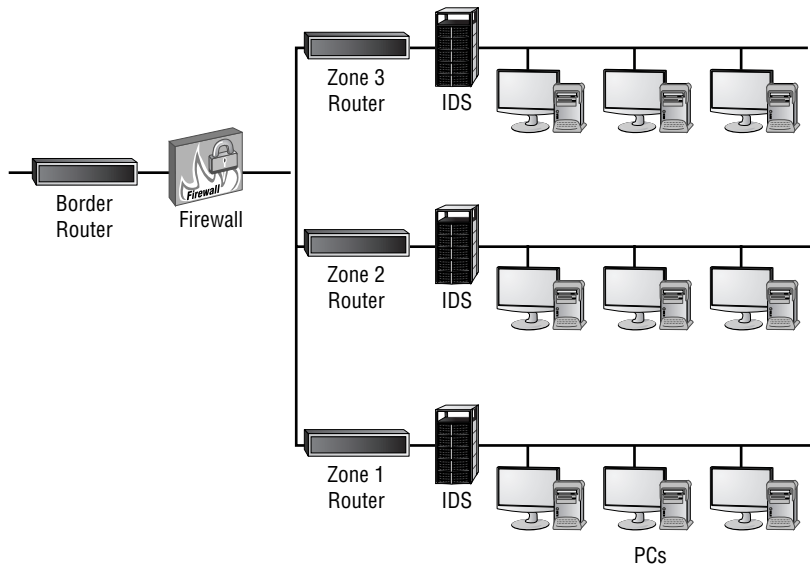 Zone 3
Router
IDS
Border
Router
Firewall
Firewall
Zone 2
Router
IDS
Zone 1
Router
IDS
PCs